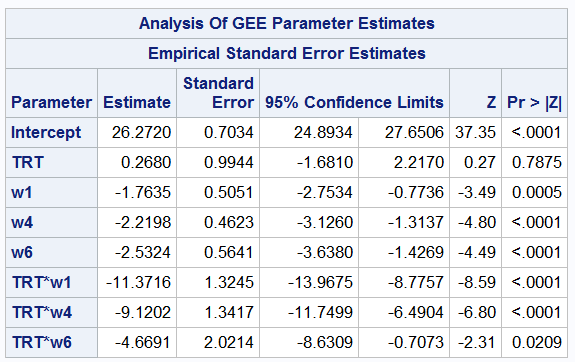 Analysis Of GEE Parameter Estimates
Empirical Standard Error Estimates
Parameter Estimate Standard Error 95% Confidence Limits Z Pr > |Z|
Intercept 26.2720 0.7034 24.8934 27.6506 37.35 <.0001
TRT 0.2680 0.9944 -1.6810 2.2170 0.27 0.7875
w1 -1.7635 0.5051 -2.7534 -0.7736 -3.49 0.0005
w4 -2.2198 0.4623 -3.1260 -1.3137 -4.80 <.0001
w6 -2.5324 0.5641 -3.6380 -1.4269 -4.49 <.0001
TRT*w1 -11.3716 1.3245 -13.9675 -8.7757 -8.59 <.0001
TRT*w4 -9.1202 1.3417 -11.7499 -6.4904 -6.80 <.0001
TRT*w6 -4.6691 2.0214 -8.6309 -0.7073 -2.31 0.0209